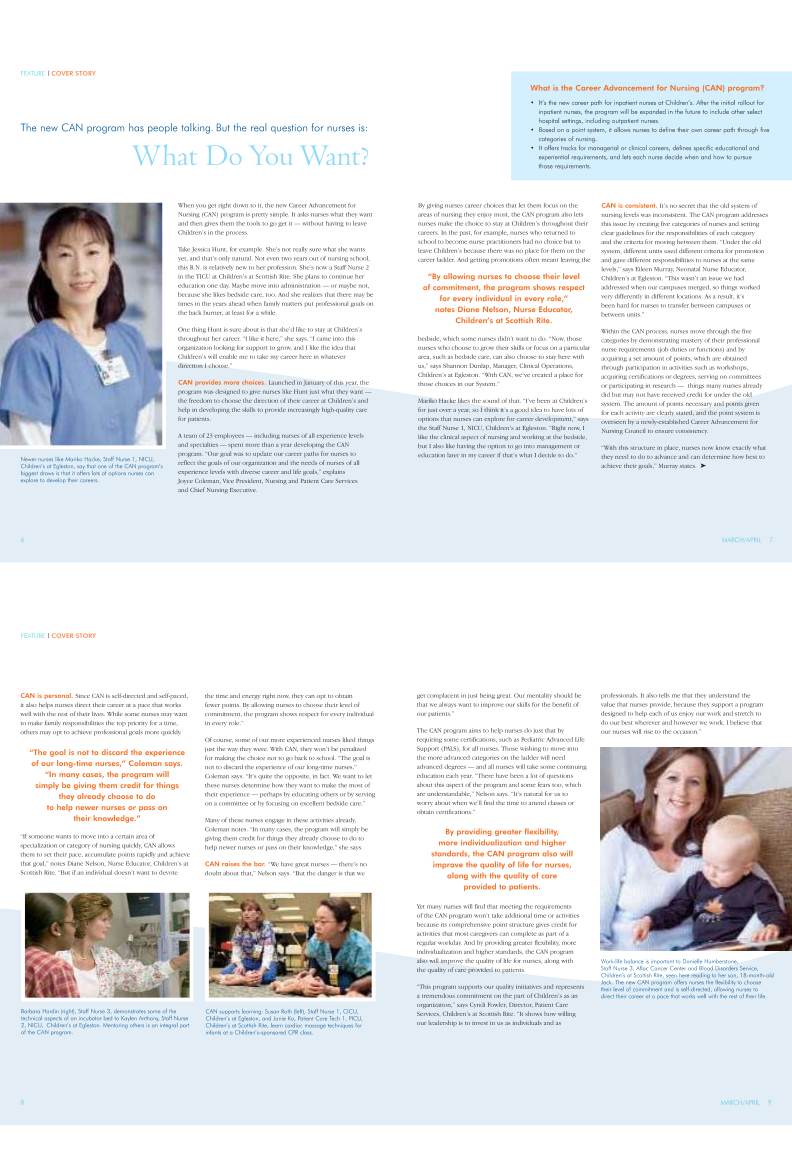 FEATURE | COVER STORY
The new CAN program has people talking. But the real question for nurses is:
What Do You Want?
What is the Career Advancement for Nursing (CAN) program?
• It's the new career path for inpatient nurses at Children's. After the initial rollout for
inpatient nurses, the program will be expanded in the future to include other select
hospital settings, including outpatient nurses.
• Based on a point system, it allows nurses to define their own career path through five
categories of nursing.
• It offers tracks for managerial or clinical careers, defines specific educational and
experiential requirements, and lets each nurse decide when and how to pursue
those requirements.
Newer nurses like Mariko Hacke, Staff Nurse 1, NICU,
Children's at Egleston, say that one of the CAN program's
biggest draws is that it offers lots of options nurses can
explore to develop their careers.
When you get right down to it, the new Career Advancement for
Nursing (CAN) program is pretty simple. It asks nurses what they want
and then gives them the tools to go get it — without having to leave
Children's in the process.
Take Jessica Hunt, for example. She's not really sure what she wants
yet, and that's only natural. Not even two years out of nursing school,
this R.N. is relatively new to her profession. She's now a Staff Nurse 2
in the TICU at Children's at Scottish Rite. She plans to continue her
education one day. Maybe move into administration — or maybe not,
because she likes bedside care, too. And she realizes that there may be
times in the years ahead when family matters put professional goals on
the back burner, at least for a while.
One thing Hunt is sure about is that she'd like to stay at Children's
throughout her career. "I like it here," she says. "I came into this
organization looking for support to grow, and I like the idea that
Children's will enable me to take my career here in whatever
direction I choose."
CAN provides more choices. Launched in January of this year, the
program was designed to give nurses like Hunt just what they want —
the freedom to choose the direction of their career at Children's and
help in developing the skills to provide increasingly high-quality care
for patients.
A team of 23 employees — including nurses of all experience levels
and specialties — spent more than a year developing the CAN
program. "Our goal was to update our career paths for nurses to
reflect the goals of our organization and the needs of nurses of all
experience levels with diverse career and life goals," explains
Joyce Coleman, Vice President, Nursing and Patient Care Services
and Chief Nursing Executive.
By giving nurses career choices that let them focus on the
areas of nursing they enjoy most, the CAN program also lets
nurses make the choice to stay at Children's throughout their
careers. In the past, for example, nurses who returned to
school to become nurse practitioners had no choice but to
leave Children's because there was no place for them on the
career ladder. And getting promotions often meant leaving the
"By allowing nurses to choose their level
of commitment, the program shows respect
for every individual in every role,"
notes Diane Nelson, Nurse Educator,
Children's at Scottish Rite.
bedside, which some nurses didn't want to do. "Now, those
nurses who choose to grow their skills or focus on a particular
area, such as bedside care, can also choose to stay here with
us," says Shannon Dunlap, Manager, Clinical Operations,
Children's at Egleston. "With CAN, we've created a place for
those choices in our System."
Mariko Hacke likes the sound of that. "I've been at Children's
for just over a year, so I think it's a good idea to have lots of
options that nurses can explore for career development," says
the Staff Nurse 1, NICU, Children's at Egleston. "Right now, I
like the clinical aspect of nursing and working at the bedside,
but I also like having the option to go into management or
education later in my career if that's what I decide to do."
CAN is consistent. It's no secret that the old system of
nursing levels was inconsistent. The CAN program addresses
this issue by creating five categories of nurses and setting
clear guidelines for the responsibilities of each category
and the criteria for moving between them. "Under the old
system, different units used different criteria for promotion
and gave different responsibilities to nurses at the same
levels," says Eileen Murray, Neonatal Nurse Educator,
Children's at Egleston. "This wasn't an issue we had
addressed when our campuses merged, so things worked
very differently in different locations. As a result, it's
been hard for nurses to transfer between campuses or
between units."
Within the CAN process, nurses move through the five
categories by demonstrating mastery of their professional
nurse requirements (job duties or functions) and by
acquiring a set amount of points, which are obtained
through participation in activities such as workshops,
acquiring certifications or degrees, serving on committees
or participating in research — things many nurses already
did but may not have received credit for under the old
system. The amount of points necessary and points given
for each activity are clearly stated, and the point system is
overseen by a newly-established Career Advancement for
Nursing Council to ensure consistency.
"With this structure in place, nurses now know exactly what
they need to do to advance and can determine how best to
achieve their goals," Murray states. ➤
6
MARCH/APRIL 7
FEATURE | COVER STORY
CAN is personal. Since CAN is self-directed and self-paced,
it also helps nurses direct their career at a pace that works
well with the rest of their lives. While some nurses may want
to make family responsibilities the top priority for a time,
others may opt to achieve professional goals more quickly.
"The goal is not to discard the experience
of our long-time nurses," Coleman says.
"In many cases, the program will
simply be giving them credit for things
they already choose to do
to help newer nurses or pass on
their knowledge."
"If someone wants to move into a certain area of
specialization or category of nursing quickly, CAN allows
them to set their pace, accumulate points rapidly and achieve
that goal," notes Diane Nelson, Nurse Educator, Children's at
Scottish Rite. "But if an individual doesn't want to devote
the time and energy right now, they can opt to obtain
fewer points. By allowing nurses to choose their level of
commitment, the program shows respect for every individual
in every role."
Of course, some of our more experienced nurses liked things
just the way they were. With CAN, they won't be penalized
for making the choice not to go back to school. "The goal is
not to discard the experience of our long-time nurses,"
Coleman says. "It's quite the opposite, in fact. We want to let
these nurses determine how they want to make the most of
their experience — perhaps by educating others or by serving
on a committee or by focusing on excellent bedside care."
Many of these nurses engage in these activities already,
Coleman notes. "In many cases, the program will simply be
giving them credit for things they already choose to do to
help newer nurses or pass on their knowledge," she says.
CAN raises the bar. "We have great nurses — there's no
doubt about that," Nelson says. "But the danger is that we
Barbara Hardin (right), Staff Nurse 3, demonstrates some of the
technical aspects of an incubator bed to Kaylen Anthony, Staff Nurse
2, NICU, Children's at Egleston. Mentoring others is an integral part
of the CAN program.
CAN supports learning: Susan Roth (left), Staff Nurse 1, CICU,
Children's at Egleston, and Janie Ko, Patient Care Tech 1, PICU,
Children's at Scottish Rite, learn cardiac massage techniques for
infants at a Children's-sponsored CPR class.
get complacent in just being great. Our mentality should be
that we always want to improve our skills for the benefit of
our patients."
The CAN program aims to help nurses do just that by
requiring some certifications, such as Pediatric Advanced Life
Support (PALS), for all nurses. Those wishing to move into
the more advanced categories on the ladder will need
advanced degrees — and all nurses will take some continuing
education each year. "There have been a lot of questions
about this aspect of the program and some fears too, which
are understandable," Nelson says. "It's natural for us to
worry about when we'll find the time to attend classes or
obtain certifications."
By providing greater flexibility,
more individualization and higher
standards, the CAN program also will
improve the quality of life for nurses,
along with the quality of care
provided to patients.
Yet many nurses will find that meeting the requirements
of the CAN program won't take additional time or activities
because its comprehensive point structure gives credit for
activities that most caregivers can complete as part of a
regular workday. And by providing greater flexibility, more
individualization and higher standards, the CAN program
also will improve the quality of life for nurses, along with
the quality of care provided to patients.
"This program supports our quality initiatives and represents
a tremendous commitment on the part of Children's as an
organization," says Cyndi Fowler, Director, Patient Care
Services, Children's at Scottish Rite. "It shows how willing
our leadership is to invest in us as individuals and as
professionals. It also tells me that they understand the
value that nurses provide, because they support a program
designed to help each of us enjoy our work and stretch to
do our best wherever and however we work. I believe that
our nurses will rise to the occasion."
Work-life balance is important to Danielle Humberstone,
Staff Nurse 3, Aflac Cancer Center and Blood Disorders Service,
Children's at Scottish Rite, seen here reading to her son, 18-month-old
Jack. The new CAN program offers nurses the flexibility to choose
their level of commitment and is self-directed, allowing nurses to
direct their career at a pace that works well with the rest of their life.
8
MARCH/APRIL 9